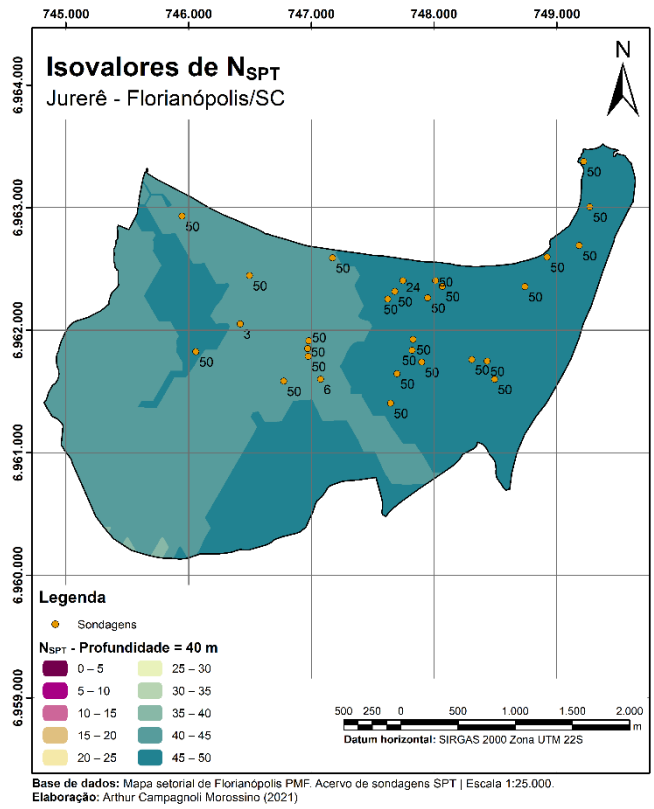 745.000 746.000 747.000 748.000 749.000
6.964.000
6.963.000
6.962.000
6.961.000
6.960.000
6.959.000
Isovalores de NSPT
Jurerê - Florianópolis/SC
N
50
50
50
50
50
50
50
50
24
50
50
50
50
50
3
50
50
50
50
50
6
50
50
50
50
50
50
50
50
Legenda
Sondagens
NSPT - Profundidade = 40 m
0 – 5 25 – 30
5 – 10 30 – 35
10 – 15 35 – 40
15 – 20 40 – 45
20 – 25 45 – 50
500 250 0 500 1.000 1.500 2.000
m
Datum horizontal: SIRGAS 2000 Zona UTM 22S
Base de dados: Mapa setorial de Florianópolis PMF. Acervo de sondagens SPT | Escala 1:25.000.
Elaboração: Arthur Campagnoli Morossino (2021)